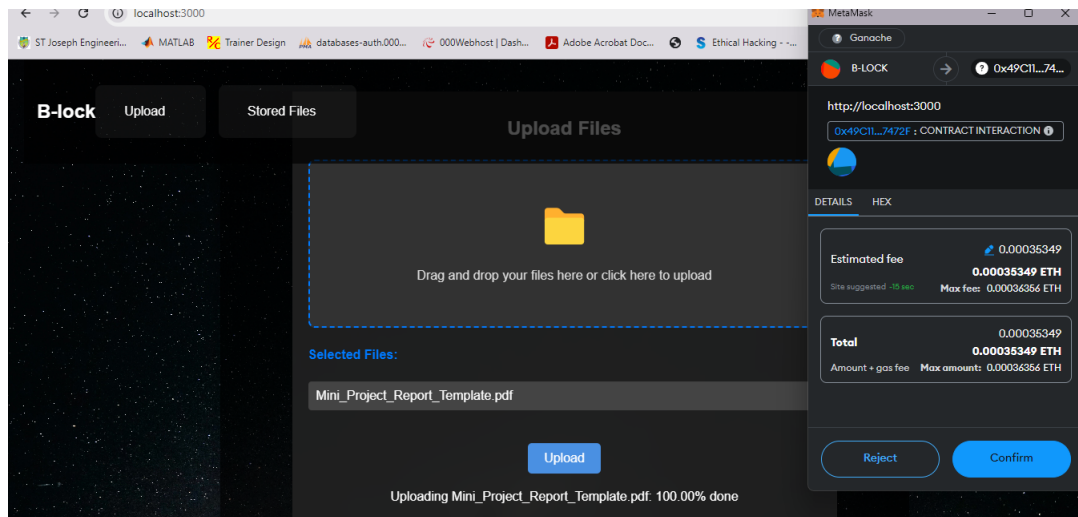 localhost:3000
ST Joseph Engineeri... MATLAB Trainer Design databases-auth.000... 000Webhost | Dash... Adobe Acrobat Doc... Ethical Hacking - -...
B-lock Upload Stored Files
Upload Files
Drag and drop your files here or click here to upload
Selected Files:
Mini_Project_Report_Template.pdf
Upload
Uploading Mini_Project_Report_Template.pdf: 100.00% done
MetaMask
Ganache
B-LOCK 0x49C11...74...
http://localhost:3000
0x49C11...7472F : CONTRACT INTERACTION
DETAILS HEX
0.00035349
Estimated fee
0.00035349 ETH
Site suggested ~15 sec Max fee: 0.00036356 ETH
0.00035349
Total
0.00035349 ETH
Amount + gas fee Max amount: 0.00036356 ETH
Reject Confirm